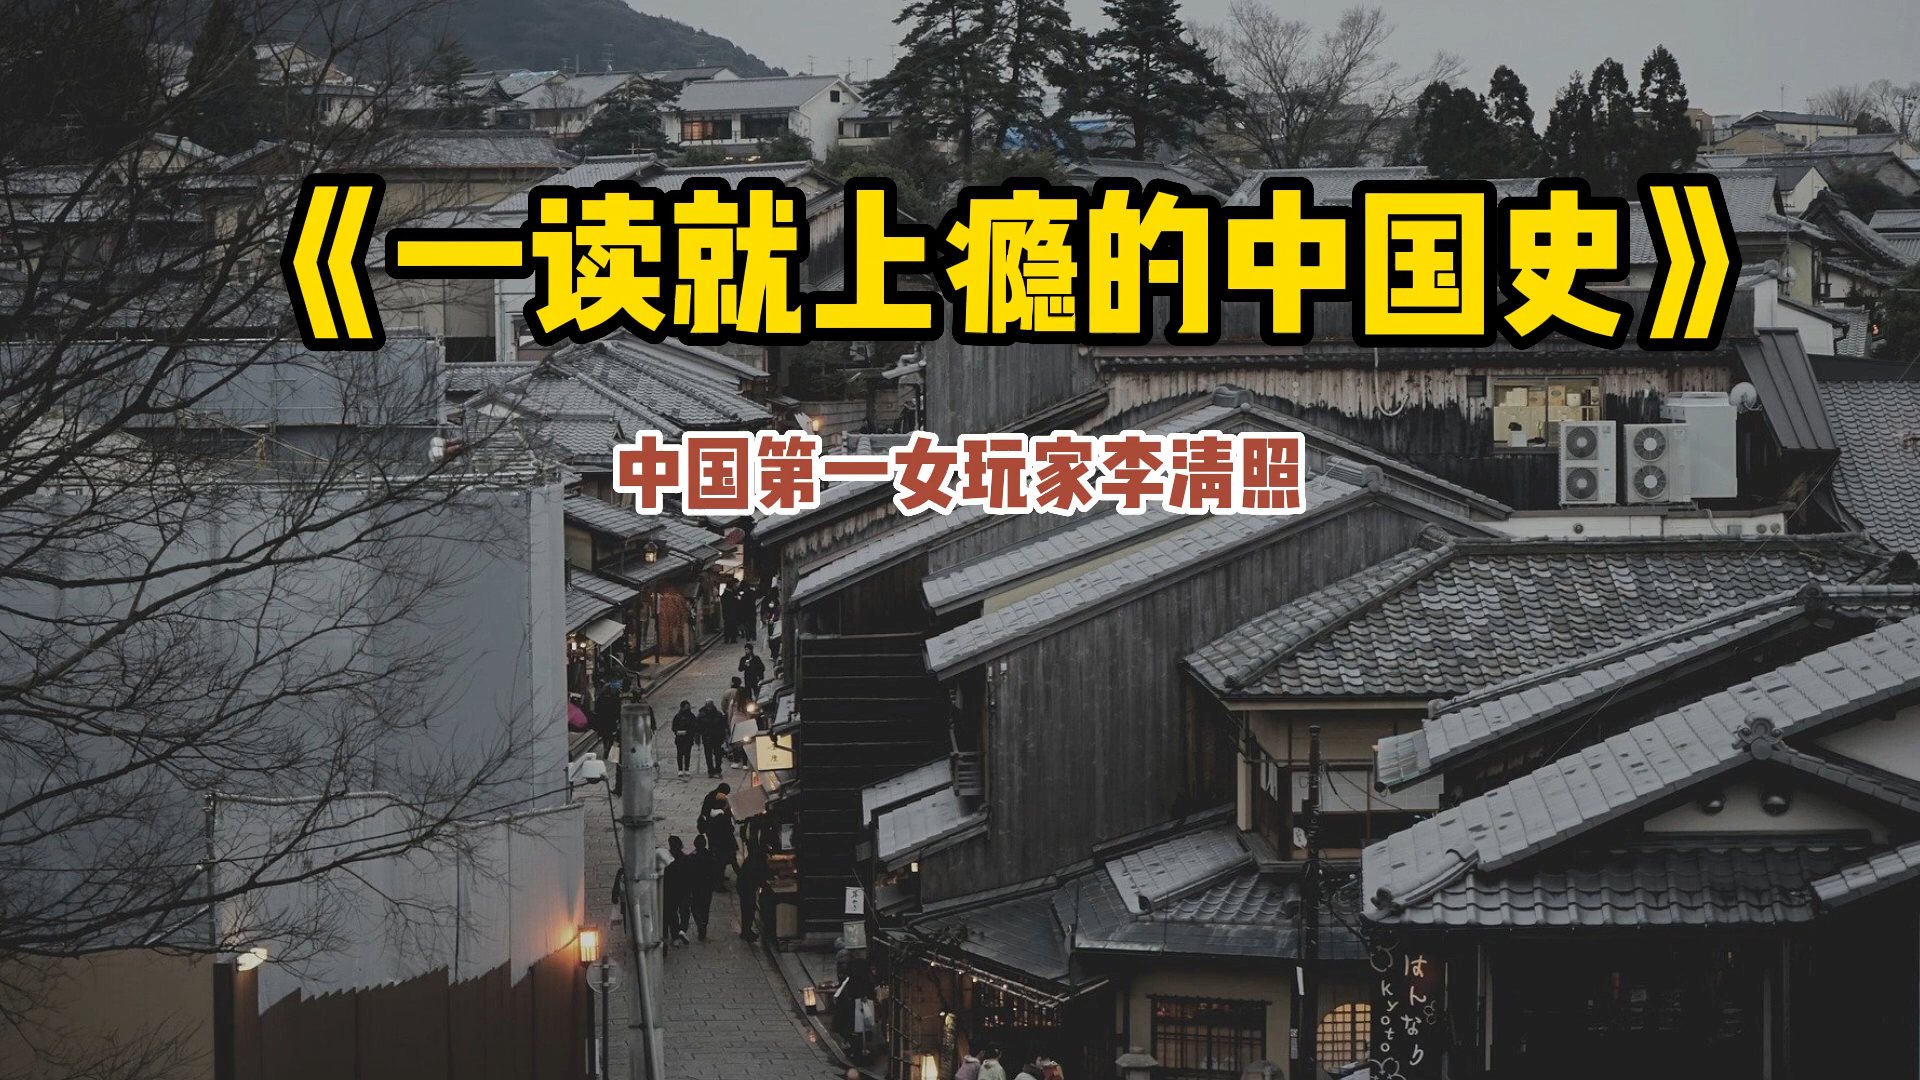 《一读就上瘾的中国史》
中国第一女玩家李清照
はんなり
kyoto